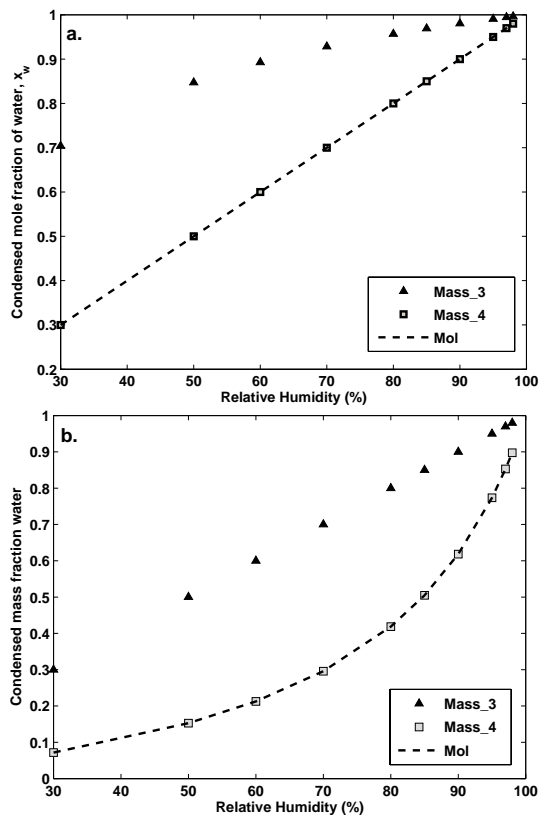 a.
Condensed mole fraction of water, x_w
1
0.9
0.8
0.7
0.6
0.5
0.4
0.3
0.2
Mass_3
Mass_4
Mol
30 40 50 60 70 80 90 100
Relative Humidity (%)
b.
Condensed mass fraction water
1
0.9
0.8
0.7
0.6
0.5
0.4
0.3
0.2
0.1
0
Mass_3
Mass_4
Mol
30 40 50 60 70 80 90 100
Relative Humidity (%)